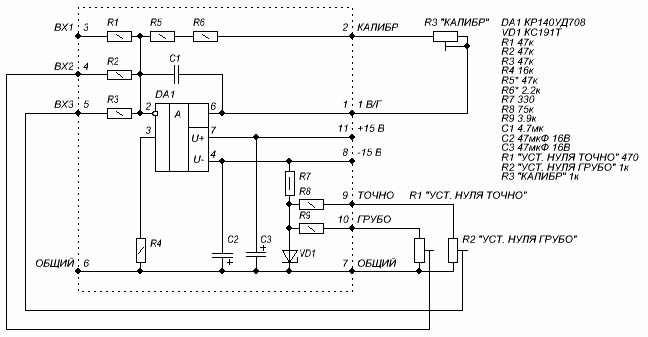 ВХ1 3 R1 R5 R6 2 КАЛИБР R3 "КАЛИБР"
ВХ2 4 R2 C1
ВХ3 5 R3 DA1
2 A 6 1 1 В/Г
3 U+ 7 11 +15 В
U- 4 8 -15 В
R7
R8 9 ТОЧНО R1 "УСТ. НУЛЯ ТОЧНО"
R9 10 ГРУБО
R4 C2 C3 VD1 R2 "УСТ. НУЛЯ ГРУБО"
ОБЩИЙ 6 7 ОБЩИЙ
DA1 КР140УД708
VD1 КС191Т
R1 47к
R2 47к
R3 47к
R4 16к
R5* 47к
R6* 2.2к
R7 330
R8 75к
R9 3.9к
C1 4.7мк
C2 47мкФ 16В
C3 47мкФ 16В
R1 "УСТ. НУЛЯ ТОЧНО" 470
R2 "УСТ. НУЛЯ ГРУБО" 1к
R3 "КАЛИБР" 1к